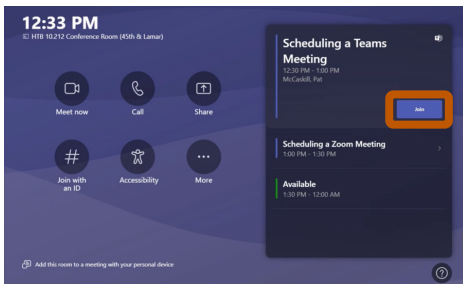 12:33 PM
HTB 10.212 Conference Room (45th & Lamar)
Meet now
Call
Share
Join with
an ID
Accessibility
More
Add this room to a meeting with your personal device
Scheduling a Teams
Meeting
12:30 PM - 1:00 PM
McCaskill, Pat
Join
Scheduling a Zoom Meeting
1:00 PM - 1:30 PM
Available
1:30 PM - 12:00 AM